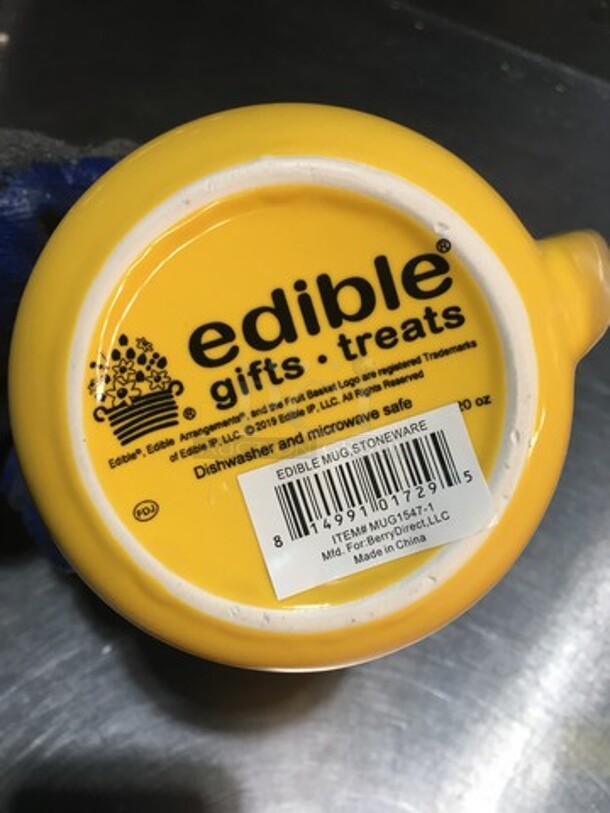 edible®
gifts · treats
®
Edible®, Edible Arrangements®, and the Fruit Basket Logo are registered Trademarks
of Edible IP, LLC. © 2019 Edible IP, LLC. All Rights Reserved
Dishwasher and microwave safe 20 oz
PDJ
EDIBLE MUG,STONEWARE
8 14991 01729 5
ITEM# MUG1547-1
Mfd. For:BerryDirect,LLC
Made in China